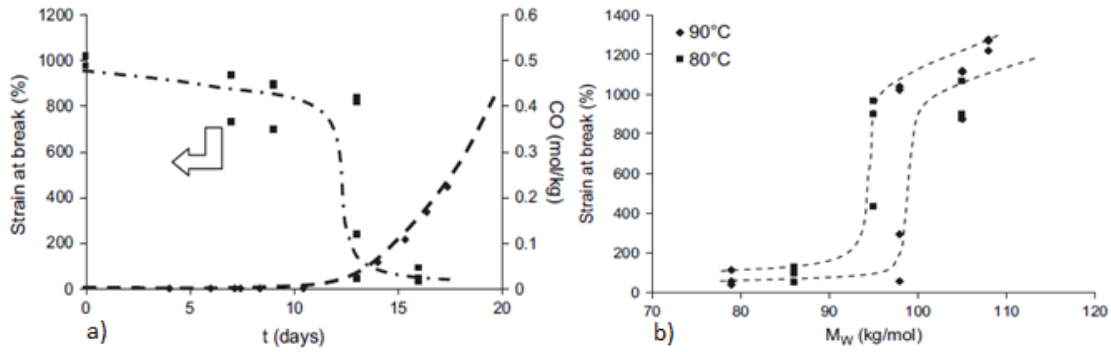 1200
1000
800
600
400
200
0
Strain at break (%)
0.6
0.5
0.4
0.3
0.2
0.1
0
CO (mol/kg)
0 5 10 15 20
a) t (days)
1400
1200
1000
800
600
400
200
0
Strain at break (%)
90°C
80°C
70 80 90 100 110 120
b) MW (kg/mol)